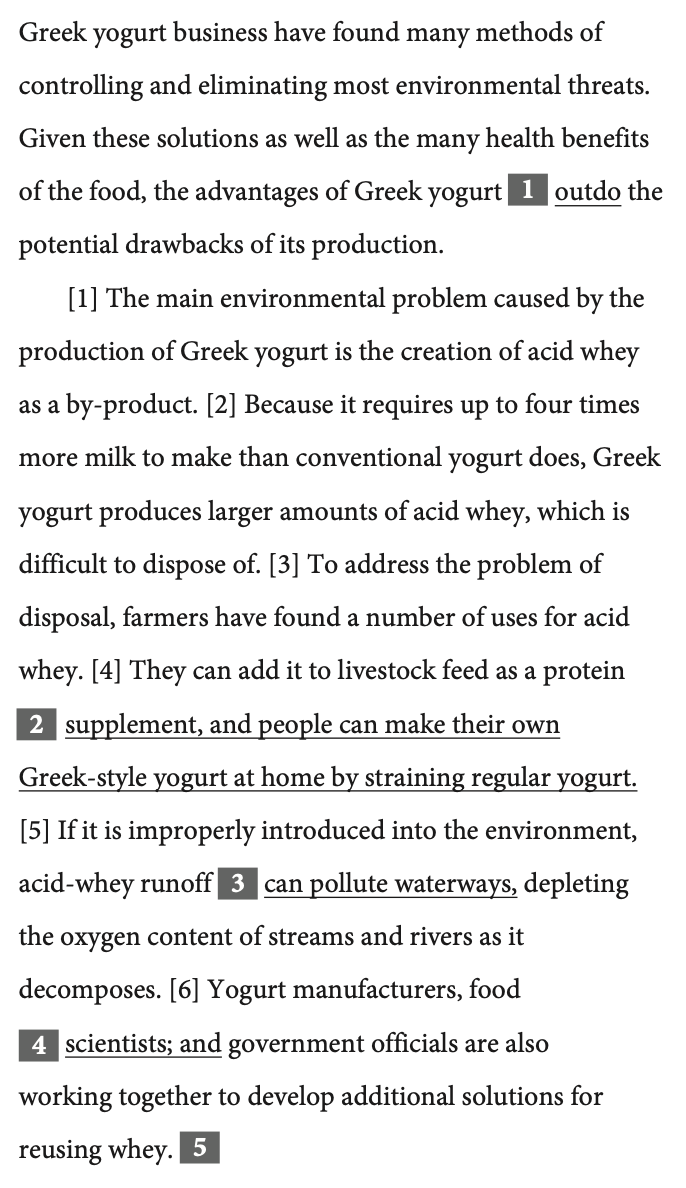 Greek yogurt business have found many methods of
controlling and eliminating most environmental threats.
Given these solutions as well as the many health benefits
of the food, the advantages of Greek yogurt 1 outdo the
potential drawbacks of its production.
[1] The main environmental problem caused by the
production of Greek yogurt is the creation of acid whey
as a by-product. [2] Because it requires up to four times
more milk to make than conventional yogurt does, Greek
yogurt produces larger amounts of acid whey, which is
difficult to dispose of. [3] To address the problem of
disposal, farmers have found a number of uses for acid
whey. [4] They can add it to livestock feed as a protein
2 supplement, and people can make their own
Greek-style yogurt at home by straining regular yogurt.
[5] If it is improperly introduced into the environment,
acid-whey runoff 3 can pollute waterways, depleting
the oxygen content of streams and rivers as it
decomposes. [6] Yogurt manufacturers, food
4 scientists; and government officials are also
working together to develop additional solutions for
reusing whey. 5